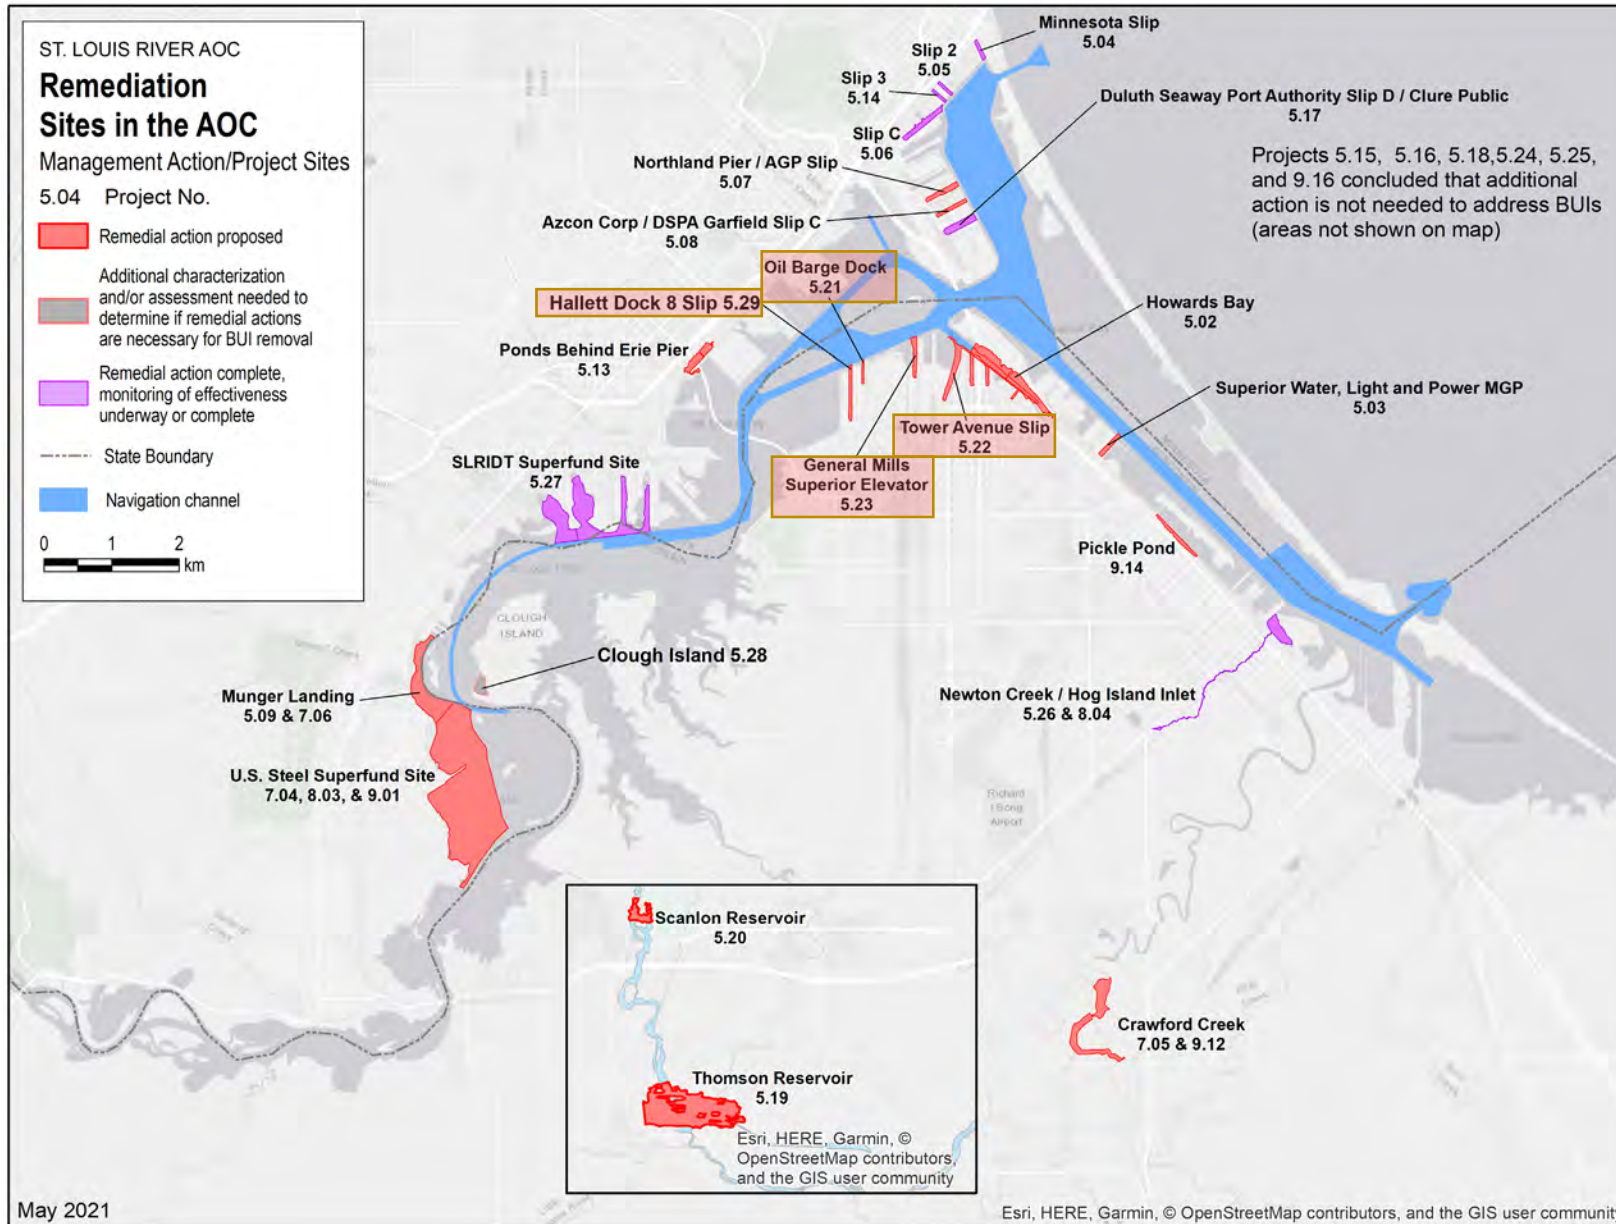 ST. LOUIS RIVER AOC
Remediation
Sites in the AOC
Management Action/Project Sites
5.04 Project No.
Remedial action proposed
Additional characterization
and/or assessment needed to
determine if remedial actions
are necessary for BUI removal
Remedial action complete,
monitoring of effectiveness
underway or complete
State Boundary
Navigation channel
0 1 2
km
Minnesota Slip
5.04
Slip 2
5.05
Slip 3
5.14
Duluth Seaway Port Authority Slip D / Clure Public
5.17
Slip C
5.06
Projects 5.15, 5.16, 5.18,5.24, 5.25,
and 9.16 concluded that additional
action is not needed to address BUIs
(areas not shown on map)
Northland Pier / AGP Slip
5.07
Azcon Corp / DSPA Garfield Slip C
5.08
Oil Barge Dock
5.21
Hallett Dock 8 Slip 5.29
Howards Bay
5.02
Ponds Behind Erie Pier
5.13
Superior Water, Light and Power MGP
5.03
Tower Avenue Slip
5.22
General Mills
Superior Elevator
5.23
SLRIDT Superfund Site
5.27
Pickle Pond
9.14
CLOUGH
ISLAND
Clough Island 5.28
Munger Landing
5.09 & 7.06
Newton Creek / Hog Island Inlet
5.26 & 8.04
U.S. Steel Superfund Site
7.04, 8.03, & 9.01
Richard
I Bong
Airport
Scanlon Reservoir
5.20
Crawford Creek
7.05 & 9.12
Thomson Reservoir
5.19
Esri, HERE, Garmin, ©
OpenStreetMap contributors,
and the GIS user community
May 2021
Esri, HERE, Garmin, © OpenStreetMap contributors, and the GIS user community